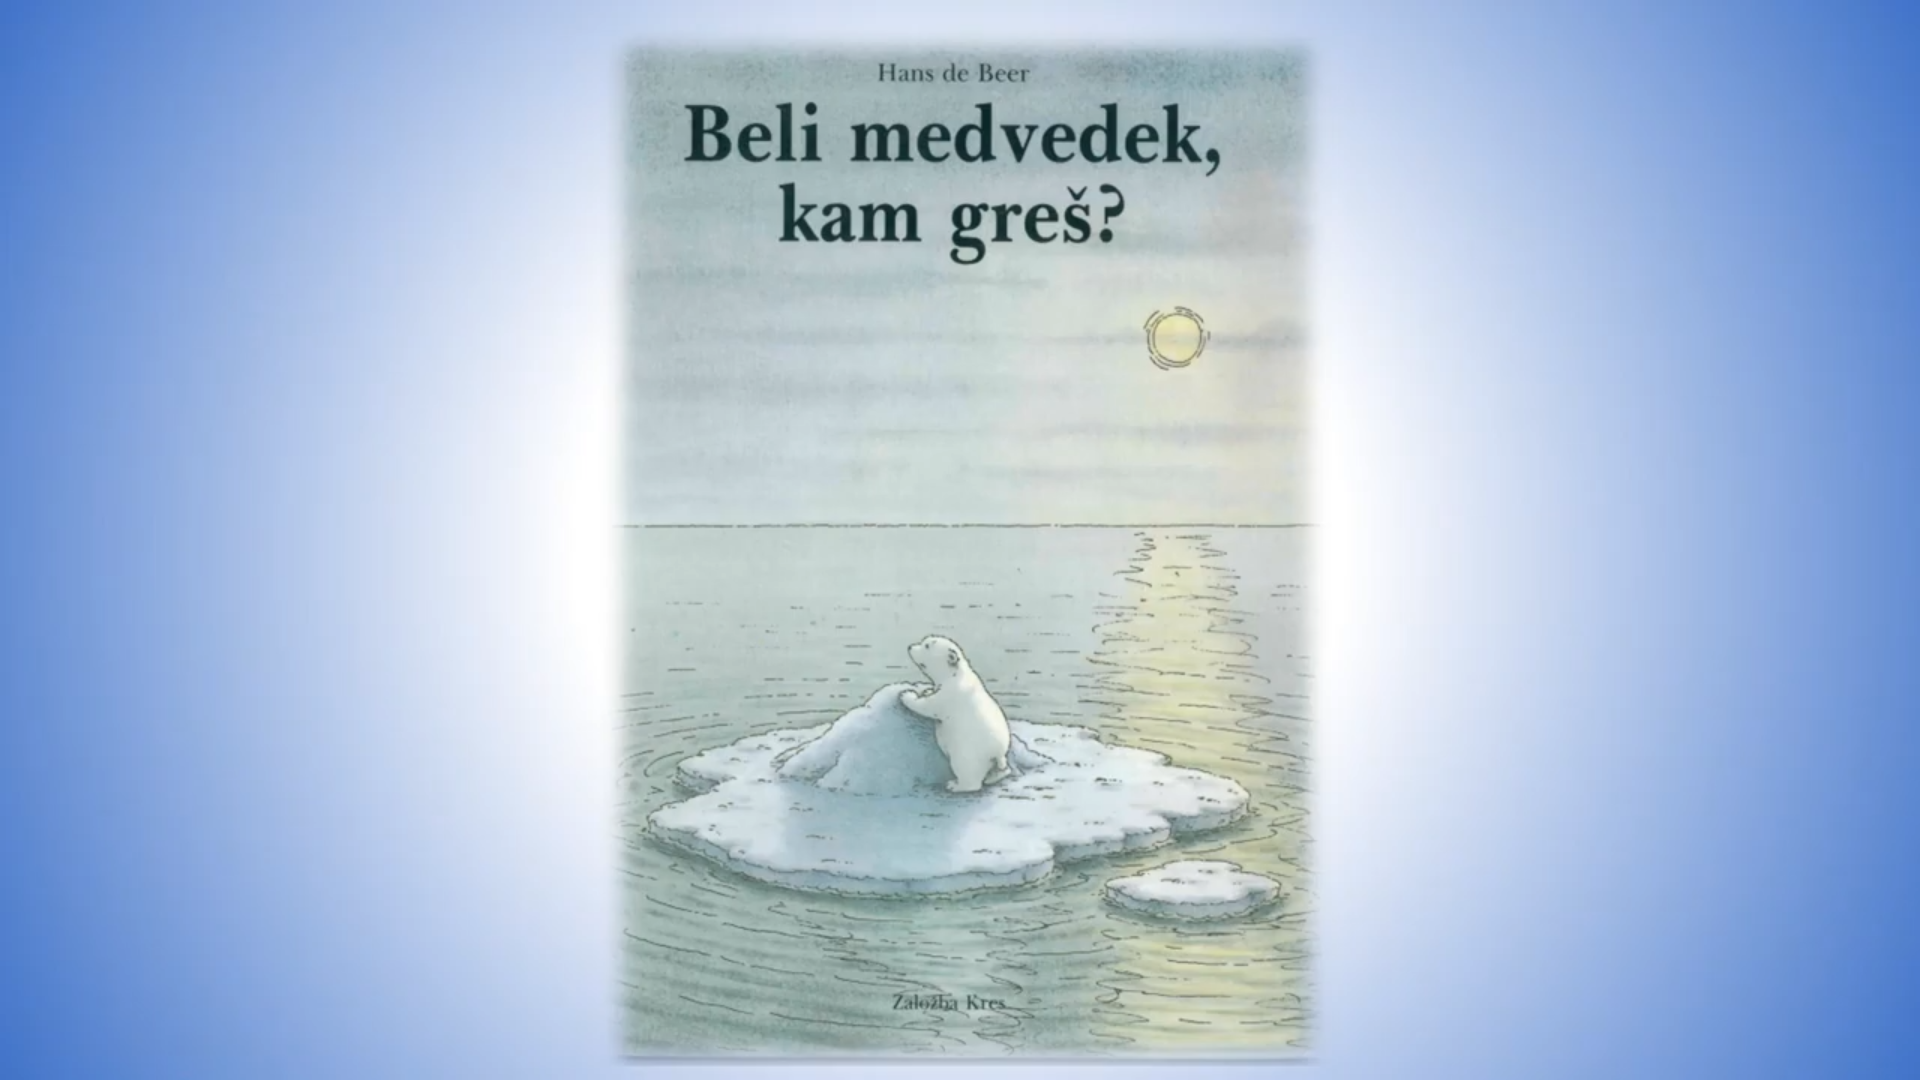 Hans de Beer
Beli medvedek,
kam greš?
Založba Kres